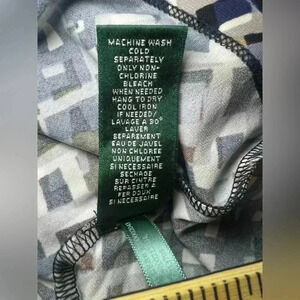 MACHINE WASH
COLD
SEPARATELY
ONLY NON-
CHLORINE
BLEACH
WHEN NEEDED
HANG TO DRY
COOL IRON
IF NEEDED/
LAVAGE A 30°
LAVER
SEPAREMENT
EAU DE JAVEL
NON CHLOREE
UNIQUEMENT
SI NECESSAIRE
SECHAGE
SUR CINTRE
REPASSER A
FER DOUX
SI NECESSAIRE